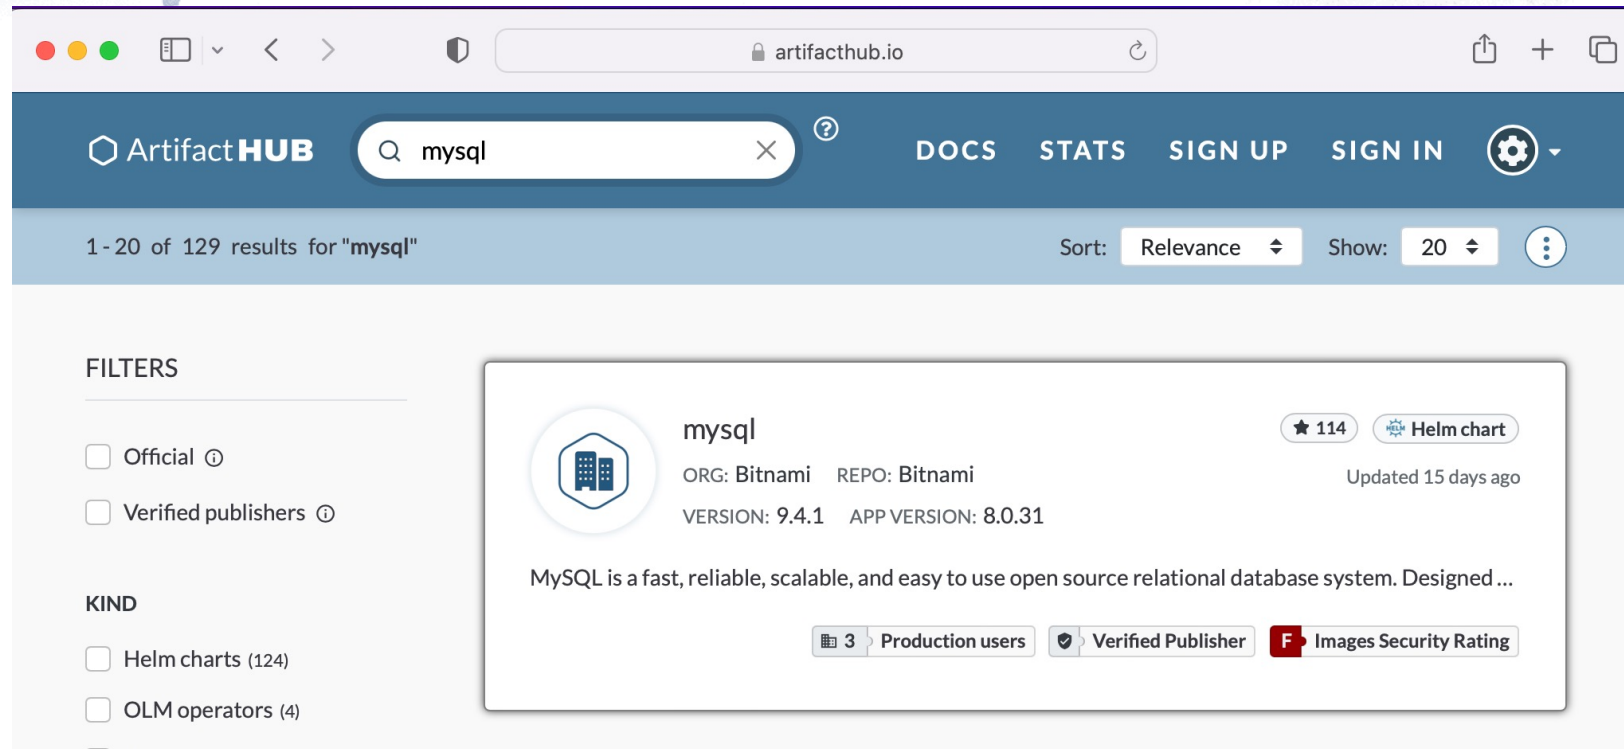 artifacthub.io
Artifact HUB
mysql
DOCS STATS SIGN UP SIGN IN
1 - 20 of 129 results for "mysql"
Sort: Relevance Show: 20
FILTERS
Official
Verified publishers
KIND
Helm charts (124)
OLM operators (4)
mysql
114
HELM Helm chart
ORG: Bitnami REPO: Bitnami
Updated 15 days ago
VERSION: 9.4.1 APP VERSION: 8.0.31
MySQL is a fast, reliable, scalable, and easy to use open source relational database system. Designed ...
3 Production users
Verified Publisher
F Images Security Rating